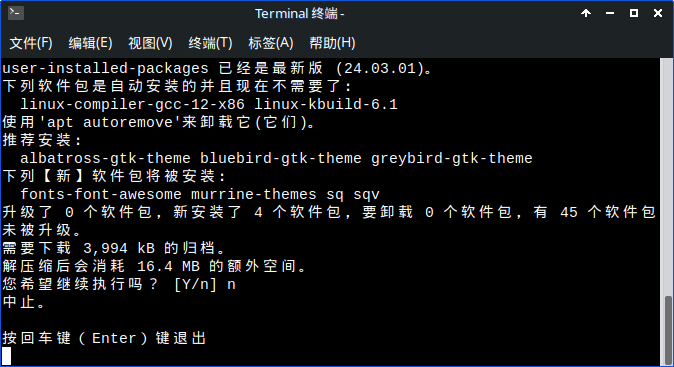 Terminal 终端 -
文件(F) 编辑(E) 视图(V) 终端(T) 标签(A) 帮助(H)
user-installed-packages 已经是最新版 (24.03.01)。
下列软件包是自动安装的并且现在不需要了:
linux-compiler-gcc-12-x86 linux-kbuild-6.1
使用'apt autoremove'来卸载它(它们)。
推荐安装:
albatross-gtk-theme bluebird-gtk-theme greybird-gtk-theme
下列【新】软件包将被安装:
fonts-font-awesome murrine-themes sq sqv
升级了 0 个软件包，新安装了 4 个软件包，要卸载 0 个软件包，有 45 个软件包
未被升级。
需要下载 3,994 kB 的归档。
解压缩后会消耗 16.4 MB 的额外空间。
您希望继续执行吗？ [Y/n] n
中止。
按回车键（Enter）键退出